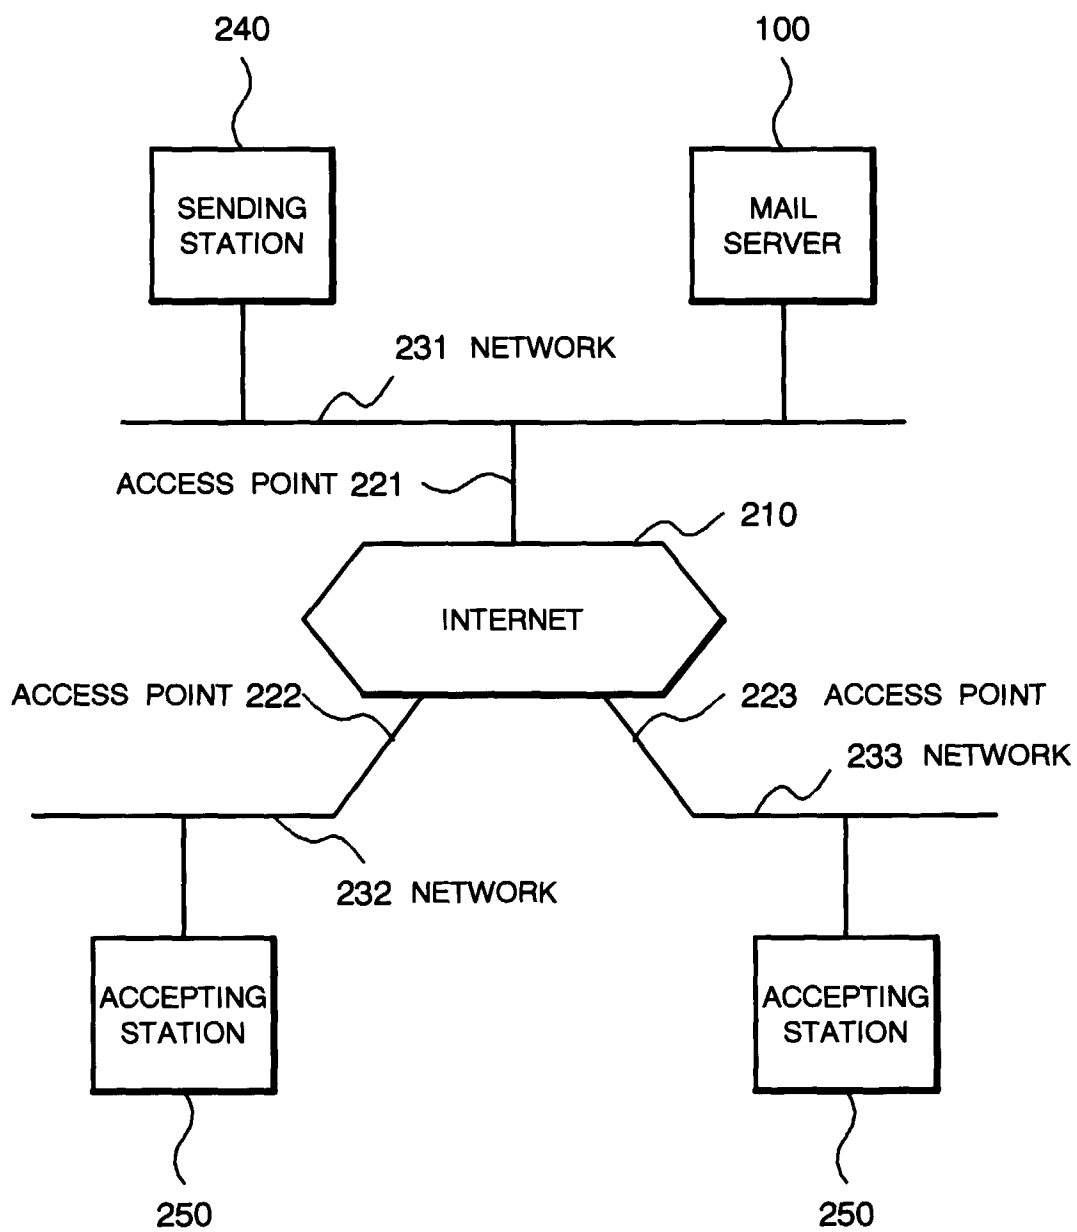 240
100
SENDING
STATION
MAIL
SERVER
231 NETWORK
ACCESS POINT 221
210
INTERNET
ACCESS POINT 222
223 ACCESS POINT
233 NETWORK
232 NETWORK
ACCEPTING
STATION
ACCEPTING
STATION
250
250